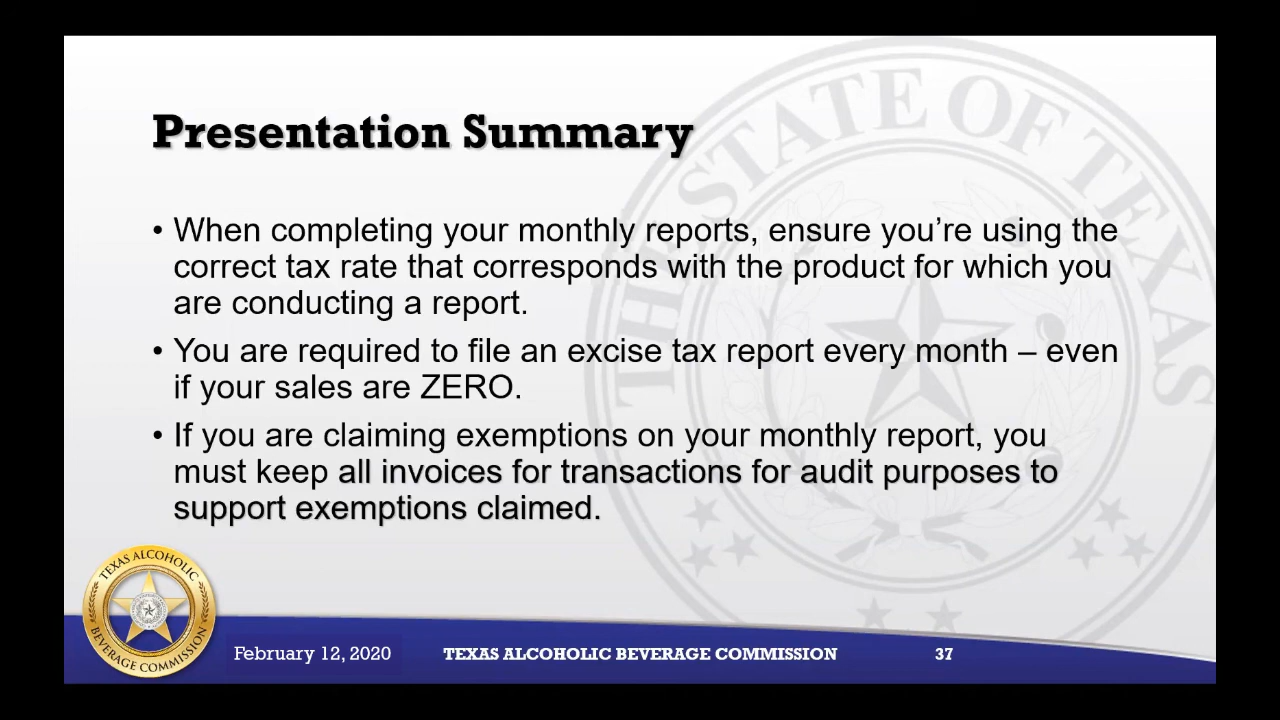 Presentation Summary
• When completing your monthly reports, ensure you’re using the
correct tax rate that corresponds with the product for which you
are conducting a report.
• You are required to file an excise tax report every month – even
if your sales are ZERO.
• If you are claiming exemptions on your monthly report, you
must keep all invoices for transactions for audit purposes to
support exemptions claimed.
THE STATE OF TEXAS
TEXAS ALCOHOLIC
BEVERAGE COMMISSION
February 12, 2020
TEXAS ALCOHOLIC BEVERAGE COMMISSION
37